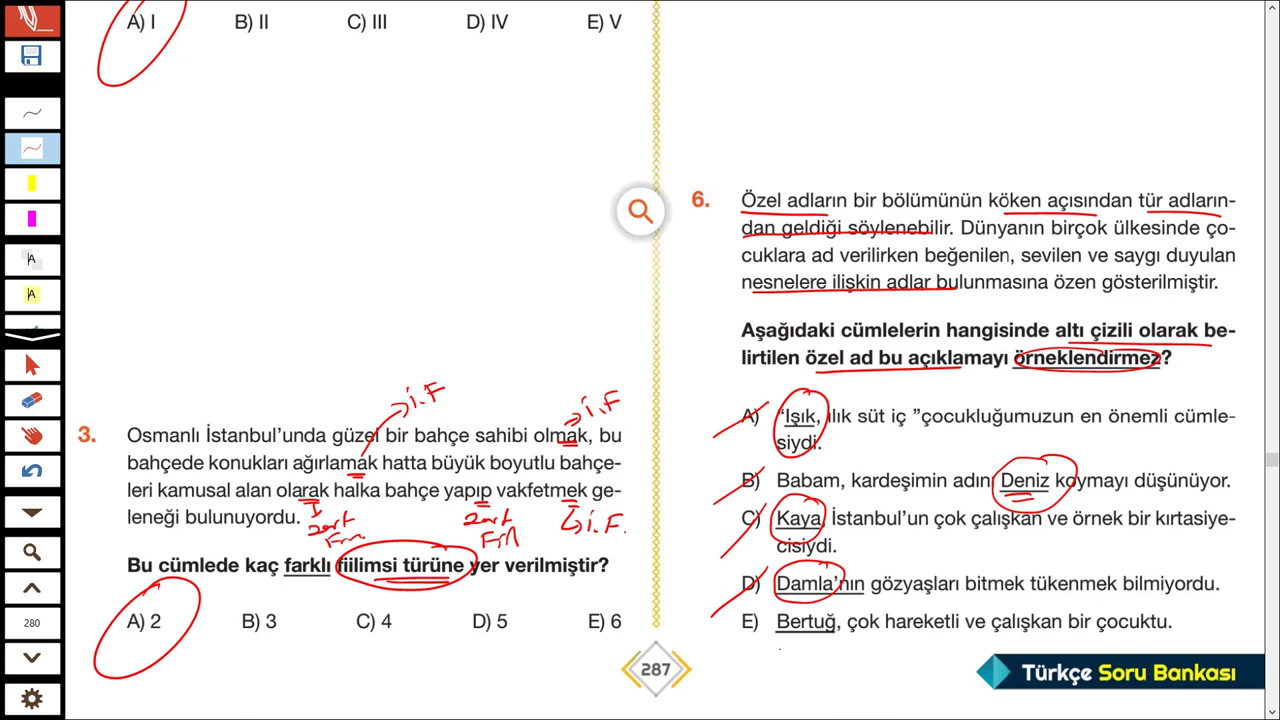 A) I B) II C) III D) IV E) V
3. Osmanlı İstanbul'unda güzel bir bahçe sahibi olmak, bu
bahçede konukları ağırlamak hatta büyük boyutlu bahçe-
leri kamusal alan olarak halka bahçe yapıp vakfetmek ge-
leneği bulunuyordu.
i.F
i.F
zarf
Fiil
i.F.
Bu cümlede kaç farklı fiilimsi türüne yer verilmiştir?
A) 2 B) 3 C) 4 D) 5 E) 6
6. Özel adların bir bölümünün köken açısından tür adların-
dan geldiği söylenebilir. Dünyanın birçok ülkesinde ço-
cuklara ad verilirken beğenilen, sevilen ve saygı duyulan
nesnelere ilişkin adlar bulunmasına özen gösterilmiştir.
Aşağıdaki cümlelerin hangisinde altı çizili olarak be-
lirtilen özel ad bu açıklamayı örneklendirmez?
A) "Işık, ılık süt iç "çocukluğumuzun en önemli cümle-
siydi.
B) Babam, kardeşimin adını Deniz koymayı düşünüyor.
C) Kaya, İstanbul'un çok çalışkan ve örnek bir kırtasiye-
cisiydi.
D) Damla'nın gözyaşları bitmek tükenmek bilmiyordu.
E) Bertuğ, çok hareketli ve çalışkan bir çocuktu.
287
Türkçe Soru Bankası
A
A
280